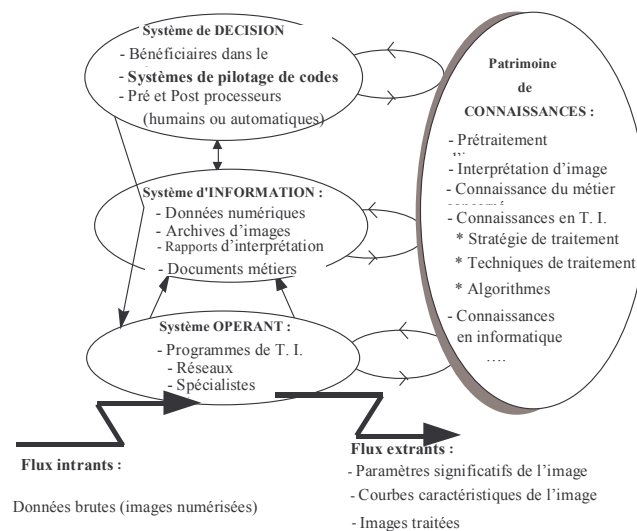 Système de DECISION
- Bénéficiaires dans le
- Systèmes de pilotage de codes
- Pré et Post processeurs
(humains ou automatiques)
Système d'INFORMATION :
- Données numériques
- Archives d'images
- Rapports d'interprétation
- Documents métiers
Système OPERANT :
- Programmes de T. I.
- Réseaux
- Spécialistes
Patrimoine
de
CONNAISSANCES :
- Prétraitement
- Interprétation d'image
- Connaissance du métier
- Connaissances en T. I.
* Stratégie de traitement
* Techniques de traitement
* Algorithmes
- Connaissances
en informatique
....
Flux intrants :
Données brutes (images numérisées)
Flux extrants :
- Paramètres significatifs de l'image
- Courbes caractéristiques de l'image
- Images traitées